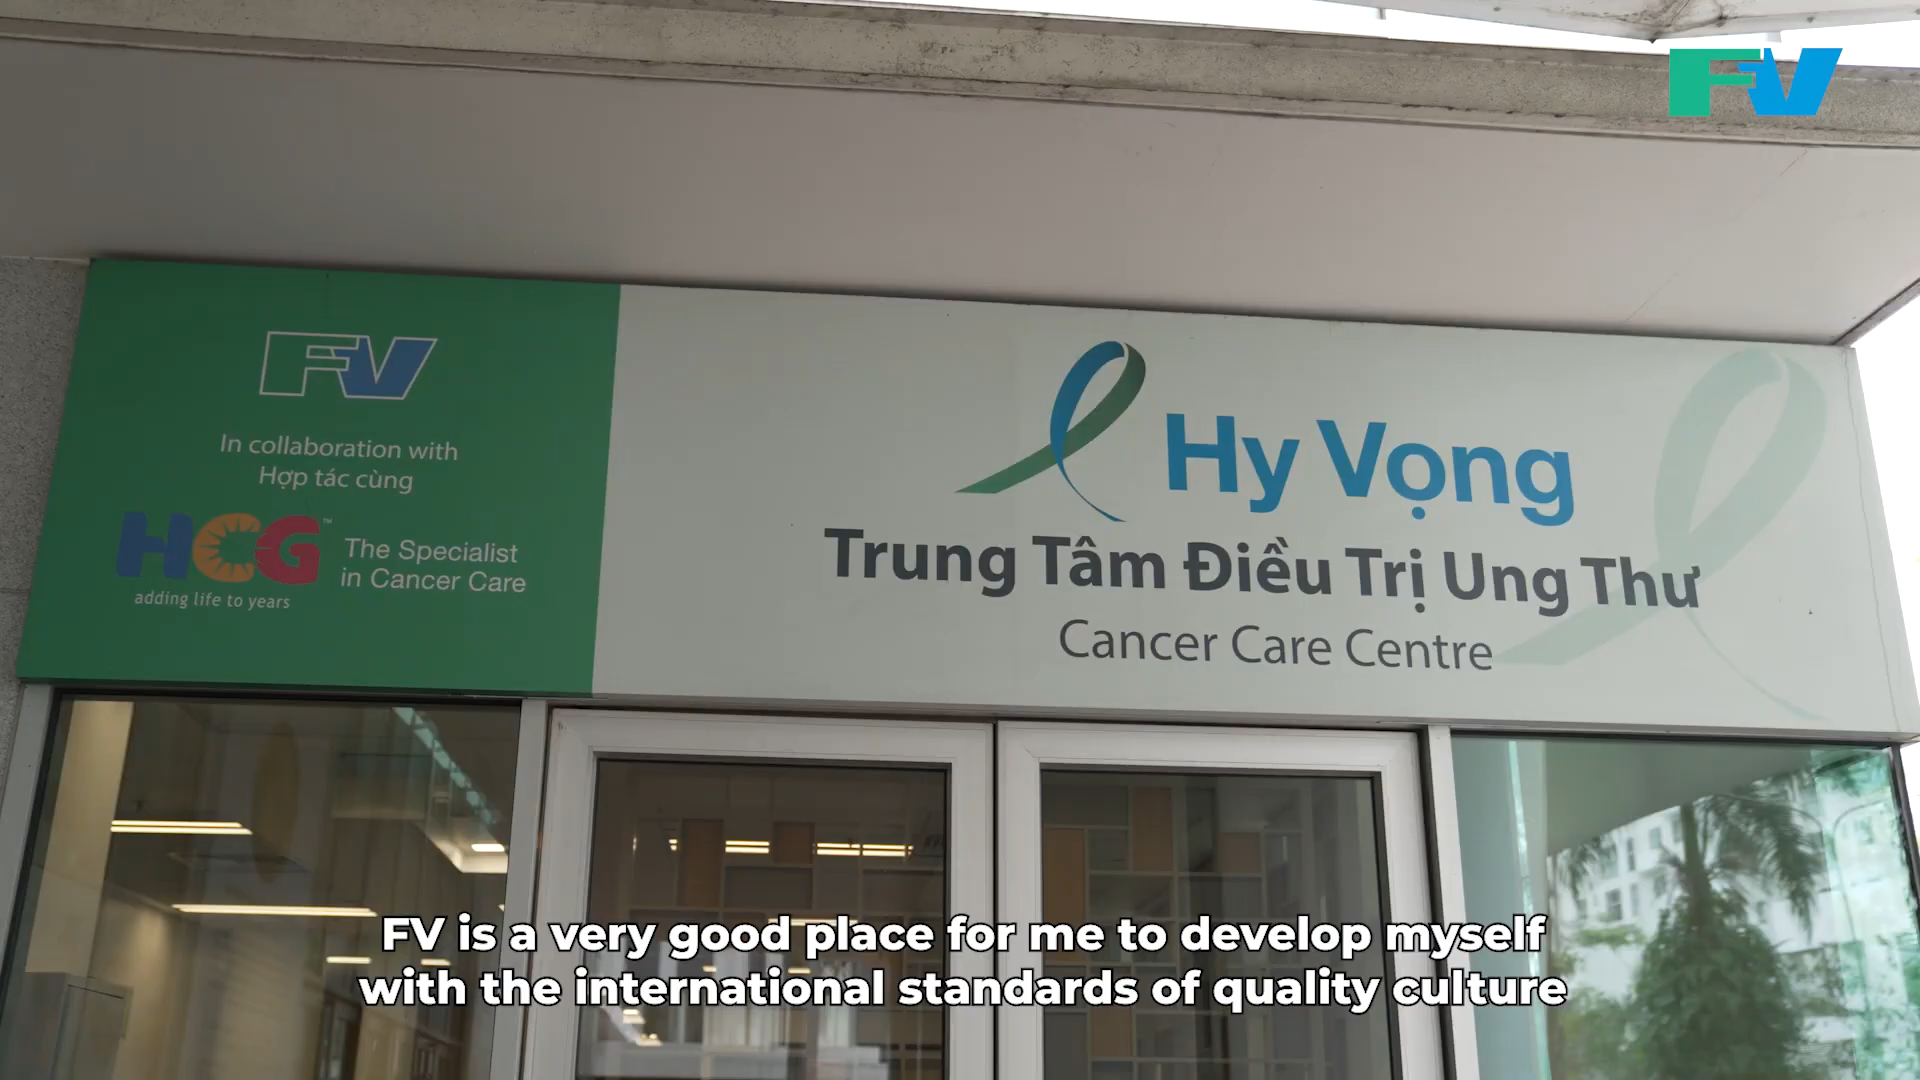 FV
FV
In collaboration with
Hợp tác cùng
HCG™
adding life to years
The Specialist
in Cancer Care
Hy Vọng
Trung Tâm Điều Trị Ung Thư
Cancer Care Centre
FV is a very good place for me to develop myself
with the international standards of quality culture